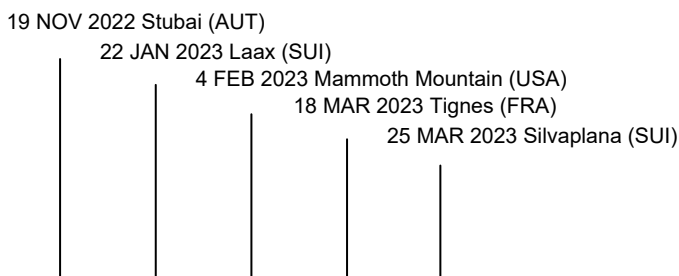 19 NOV 2022 Stubai (AUT)
22 JAN 2023 Laax (SUI)
4 FEB 2023 Mammoth Mountain (USA)
18 MAR 2023 Tignes (FRA)
25 MAR 2023 Silvaplana (SUI)